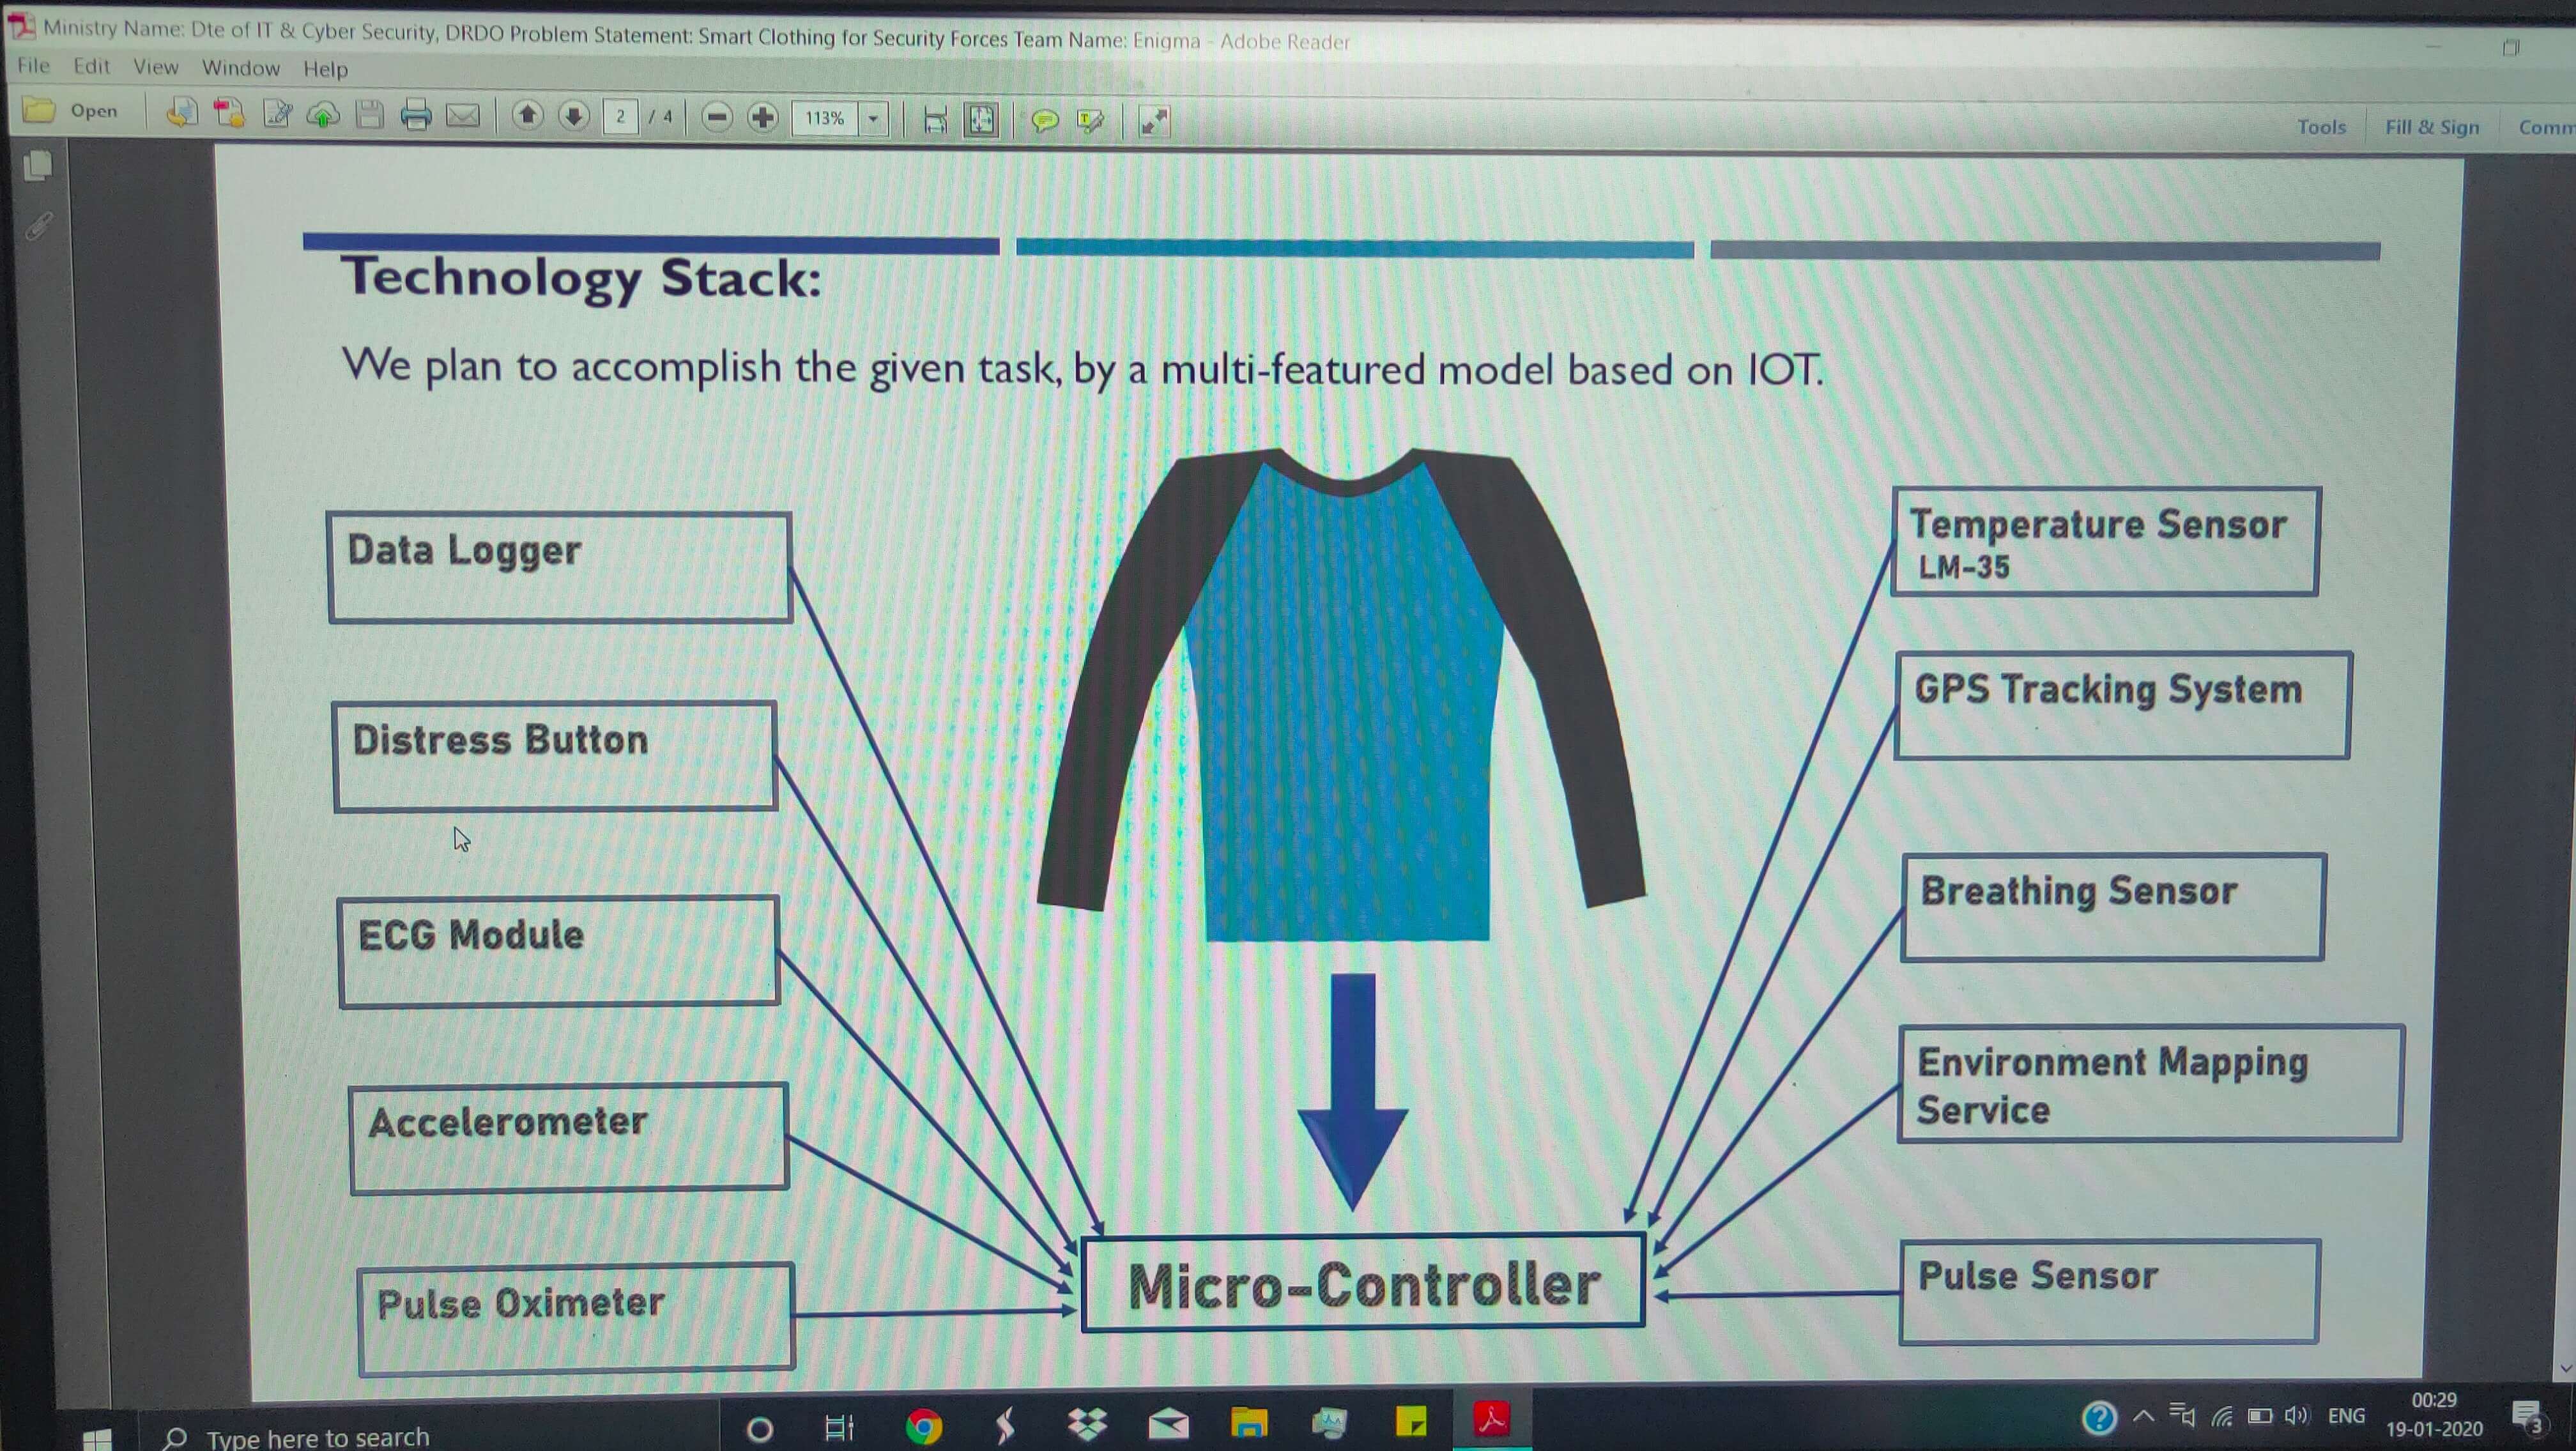 Ministry Name: Dte of IT & Cyber Security, DRDO Problem Statement: Smart Clothing for Security Forces Team Name: Enigma - Adobe Reader
File Edit View Window Help
Open 2 / 4 113% Tools Fill & Sign Comm
Technology Stack:
We plan to accomplish the given task, by a multi-featured model based on IOT.
Data Logger
Distress Button
ECG Module
Accelerometer
Pulse Oximeter
Temperature Sensor
LM-35
GPS Tracking System
Breathing Sensor
Environment Mapping
Service
Pulse Sensor
Micro-Controller
Type here to search
ENG
00:29
19-01-2020
3